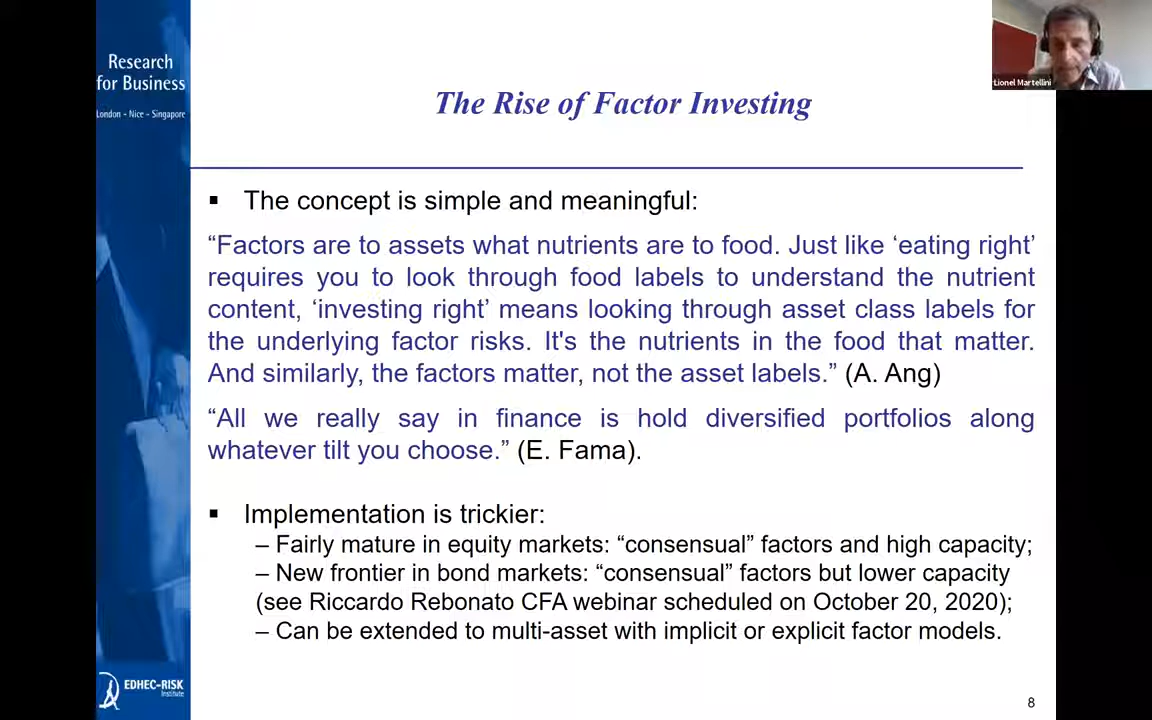 Research
for Business
London - Nice - Singapore
Lionel Martellini
The Rise of Factor Investing
▪ The concept is simple and meaningful:
“Factors are to assets what nutrients are to food. Just like ‘eating right’
requires you to look through food labels to understand the nutrient
content, ‘investing right’ means looking through asset class labels for
the underlying factor risks. It's the nutrients in the food that matter.
And similarly, the factors matter, not the asset labels.” (A. Ang)
“All we really say in finance is hold diversified portfolios along
whatever tilt you choose.” (E. Fama).
▪ Implementation is trickier:
– Fairly mature in equity markets: “consensual” factors and high capacity;
– New frontier in bond markets: “consensual” factors but lower capacity
(see Riccardo Rebonato CFA webinar scheduled on October 20, 2020);
– Can be extended to multi-asset with implicit or explicit factor models.
EDHEC-RISK
Institute
8